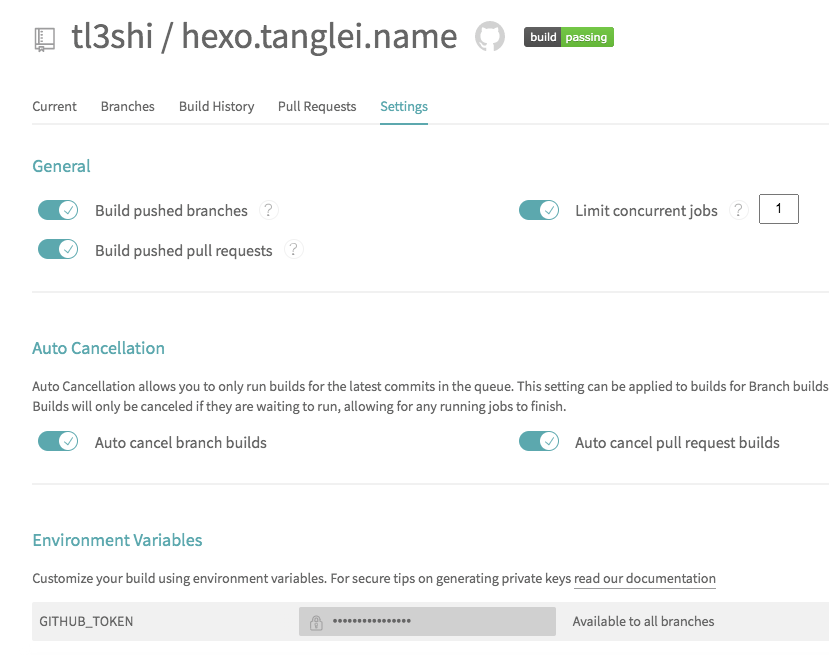 tl3shi / hexo.tanglei.name build passing
Current Branches Build History Pull Requests Settings
General
Build pushed branches ? Limit concurrent jobs ? 1
Build pushed pull requests ?
Auto Cancellation
Auto Cancellation allows you to only run builds for the latest commits in the queue. This setting can be applied to builds for Branch builds
Builds will only be canceled if they are waiting to run, allowing for any running jobs to finish.
Auto cancel branch builds Auto cancel pull request builds
Environment Variables
Customize your build using environment variables. For secure tips on generating private keys read our documentation
GITHUB_TOKEN •••••••••••••••• Available to all branches